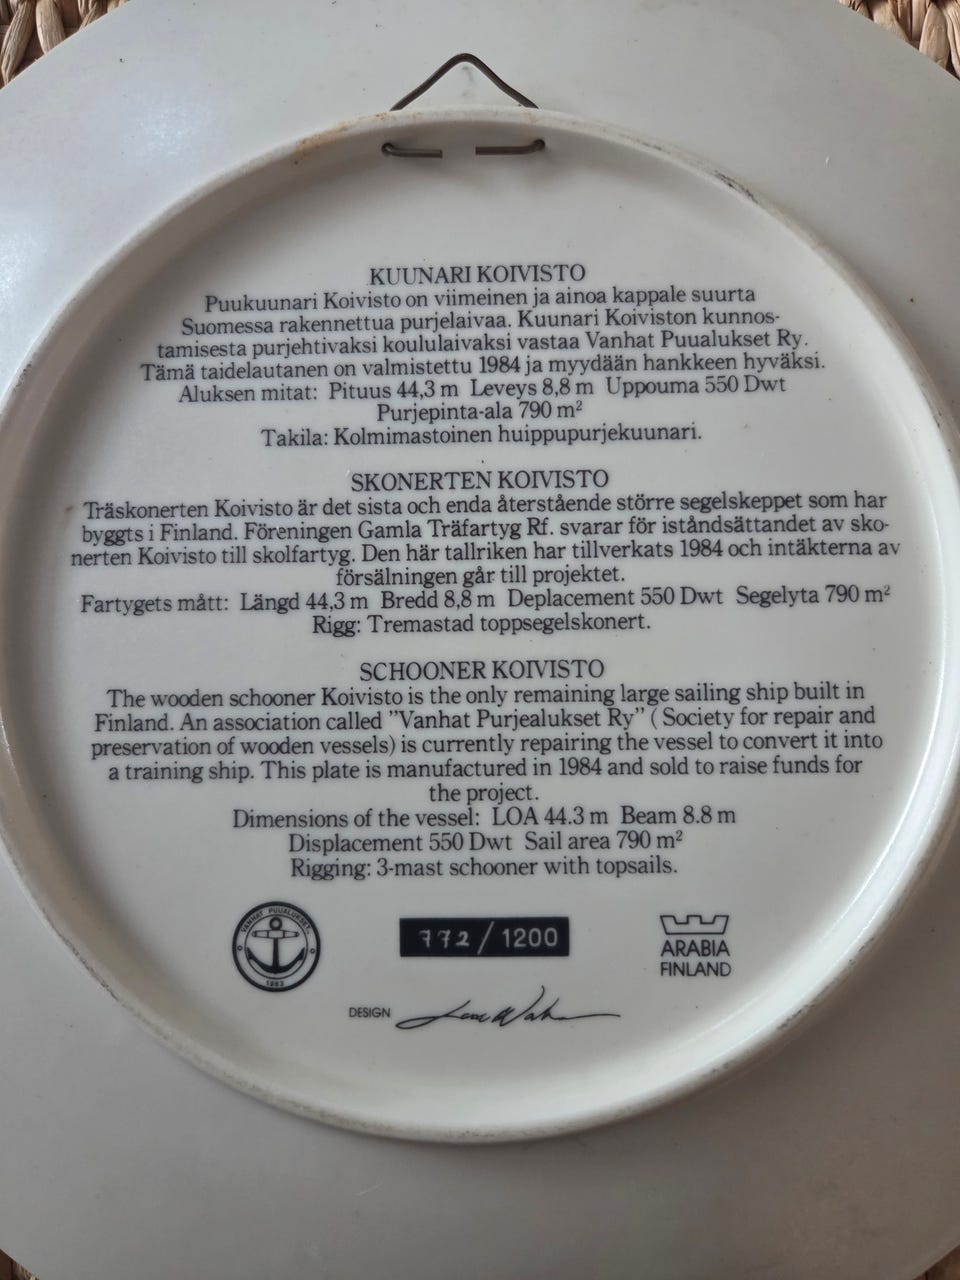 KUUNARI KOIVISTO
Puukuunari Koivisto on viimeinen ja ainoa kappale suurta
Suomessa rakennettua purjelaivaa. Kuunari Koiviston kunnos-
tamisesta purjehtivaksi koululaivaksi vastaa Vanhat Puualukset Ry.
Tämä taidelautanen on valmistettu 1984 ja myydään hankkeen hyväksi.
Aluksen mitat: Pituus 44,3 m Leveys 8,8 m Uppouma 550 Dwt
Purjepinta-ala 790 m²
Takila: Kolmimastoinen huippupurjekuunari.
SKONERTEN KOIVISTO
Träskonerten Koivisto är det sista och enda återstående större segelskeppet som har
byggts i Finland. Föreningen Gamla Träfartyg Rf. svarar för iståndsättandet av sko-
nerten Koivisto till skolfartyg. Den här tallriken har tillverkats 1984 och intäkterna av
försälningen går till projektet.
Fartygets mått: Längd 44,3 m Bredd 8,8 m Deplacement 550 Dwt Segelyta 790 m²
Rigg: Tremastad toppsegelskonert.
SCHOONER KOIVISTO
The wooden schooner Koivisto is the only remaining large sailing ship built in
Finland. An association called ”Vanhat Purjealukset Ry” ( Society for repair and
preservation of wooden vessels) is currently repairing the vessel to convert it into
a training ship. This plate is manufactured in 1984 and sold to raise funds for
the project.
Dimensions of the vessel: LOA 44.3 m Beam 8.8 m
Displacement 550 Dwt Sail area 790 m²
Rigging: 3-mast schooner with topsails.
VANHAT PUUALUKSET
1983
772/1200
ARABIA
FINLAND
DESIGN